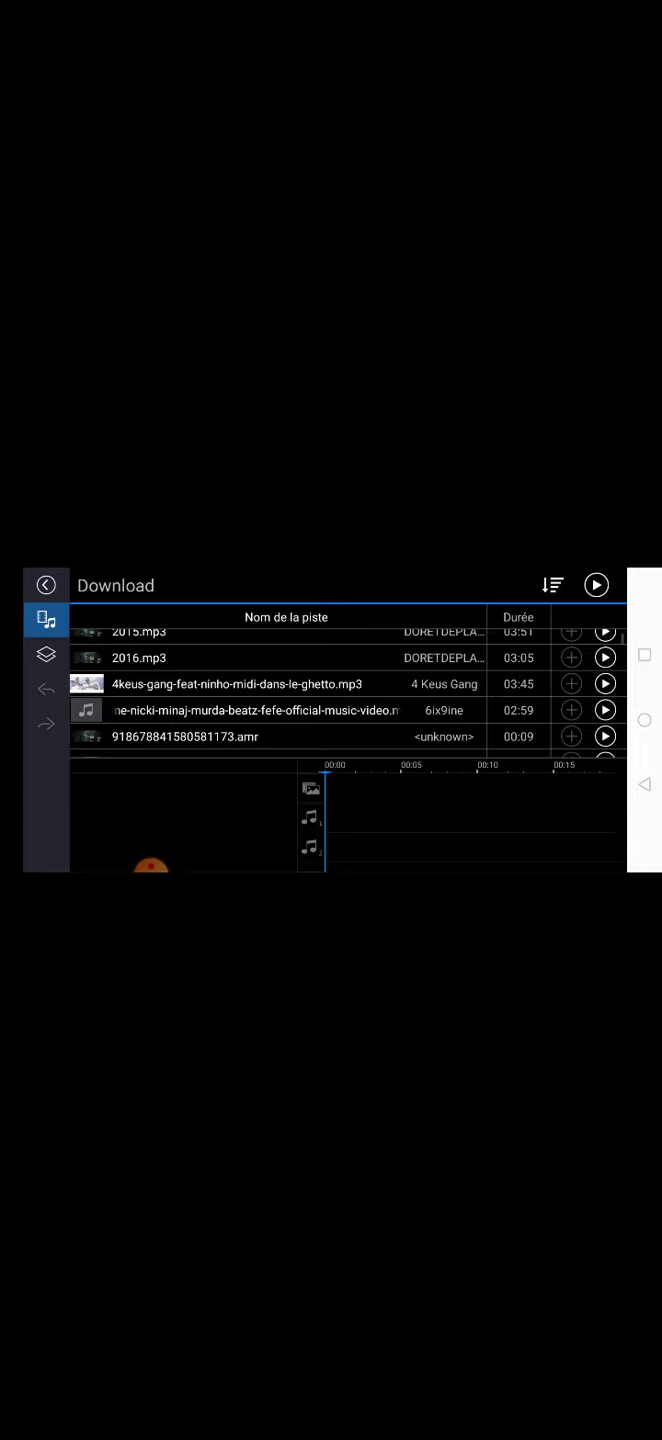 Download
Nom de la piste Durée
2015.mp3 DORETDEPLA... 03:51
2016.mp3 DORETDEPLA... 03:05
4keus-gang-feat-ninho-midi-dans-le-ghetto.mp3 4 Keus Gang 03:45
ne-nicki-minaj-murda-beatz-fefe-official-music-video.m 6ix9ine 02:59
918678841580581173.amr <unknown> 00:09
00:00 00:05 00:10 00:15
1
2